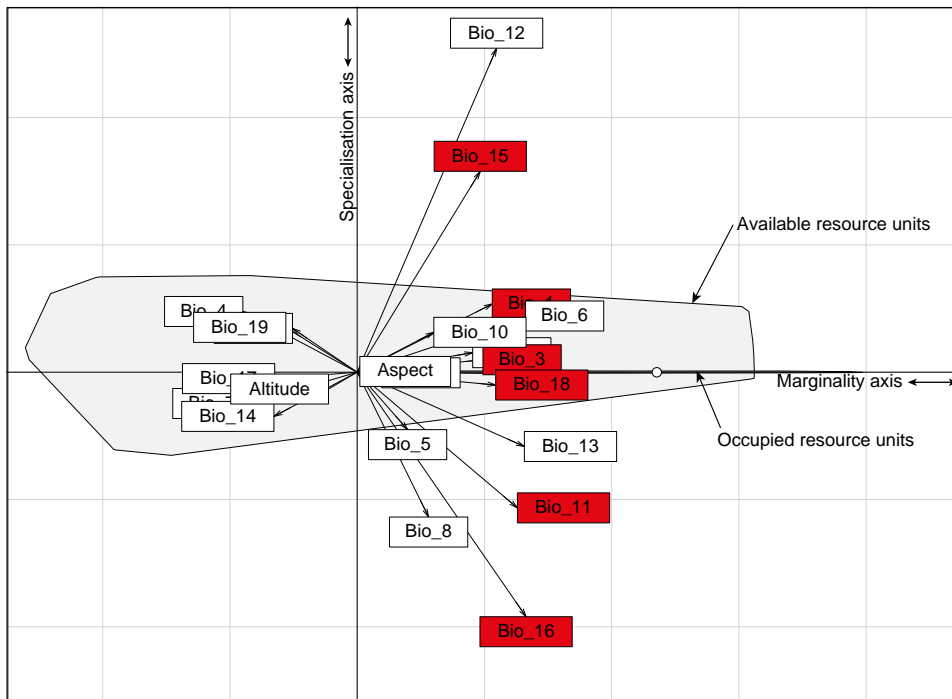 Bio_12
Specialisation axis
Bio_15
Available resource units
Bio_4
Bio_6
Bio_19
Bio_10
Bio_3
Aspect
Bio_17
Altitude
Bio_18
Marginality axis
Bio_14
Bio_5
Bio_13
Occupied resource units
Bio_11
Bio_8
Bio_16